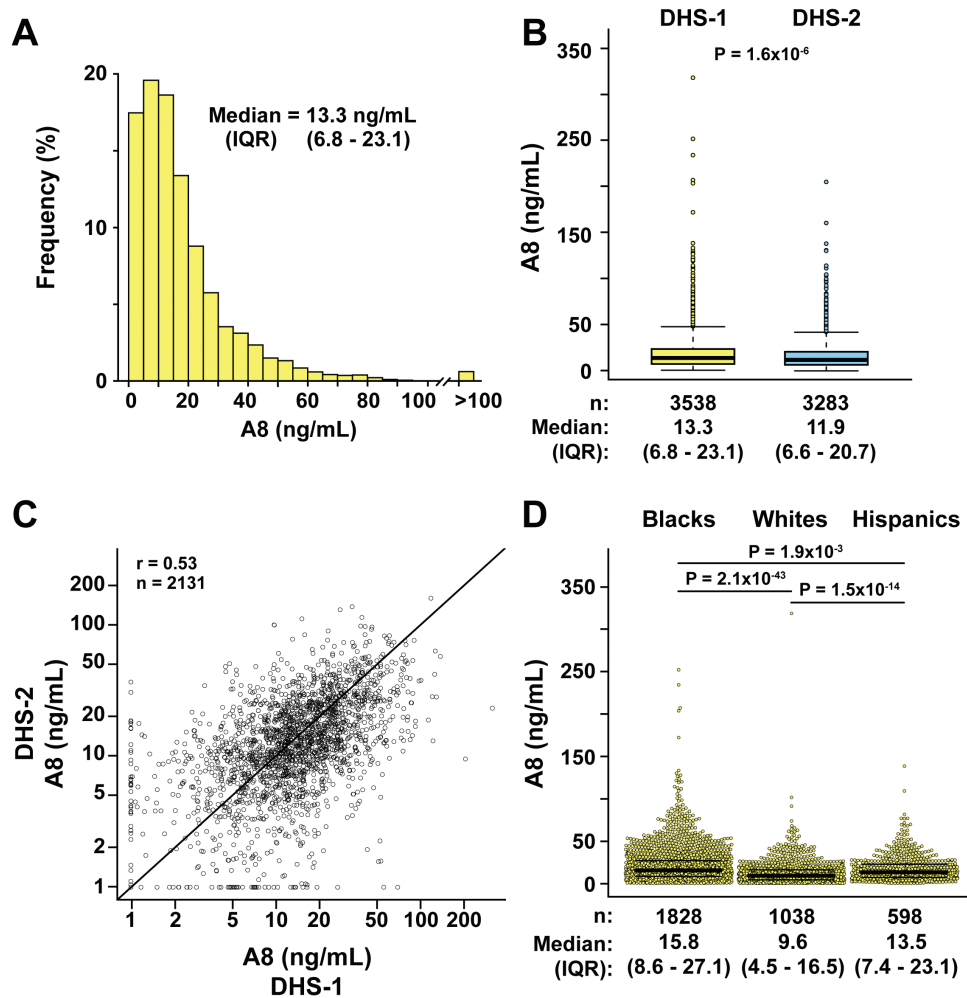 A
20
10
0
Frequency (%)
Median = 13.3 ng/mL
(IQR) (6.8 - 23.1)
0 20 40 60 80 100 >100
A8 (ng/mL)
B
DHS-1 DHS-2
P = 1.6x10-6
350
250
150
50
0
A8 (ng/mL)
n: 3538 3283
Median: 13.3 11.9
(IQR): (6.8 - 23.1) (6.6 - 20.7)
C
r = 0.53
n = 2131
200
100
50
20
10
5
2
1
DHS-2
A8 (ng/mL)
1 2 5 10 20 50 100 200
A8 (ng/mL)
DHS-1
D
Blacks Whites Hispanics
P = 1.9x10-3
P = 2.1x10-43
P = 1.5x10-14
350
250
150
50
0
A8 (ng/mL)
n: 1828 1038 598
Median: 15.8 9.6 13.5
(IQR): (8.6 - 27.1) (4.5 - 16.5) (7.4 - 23.1)